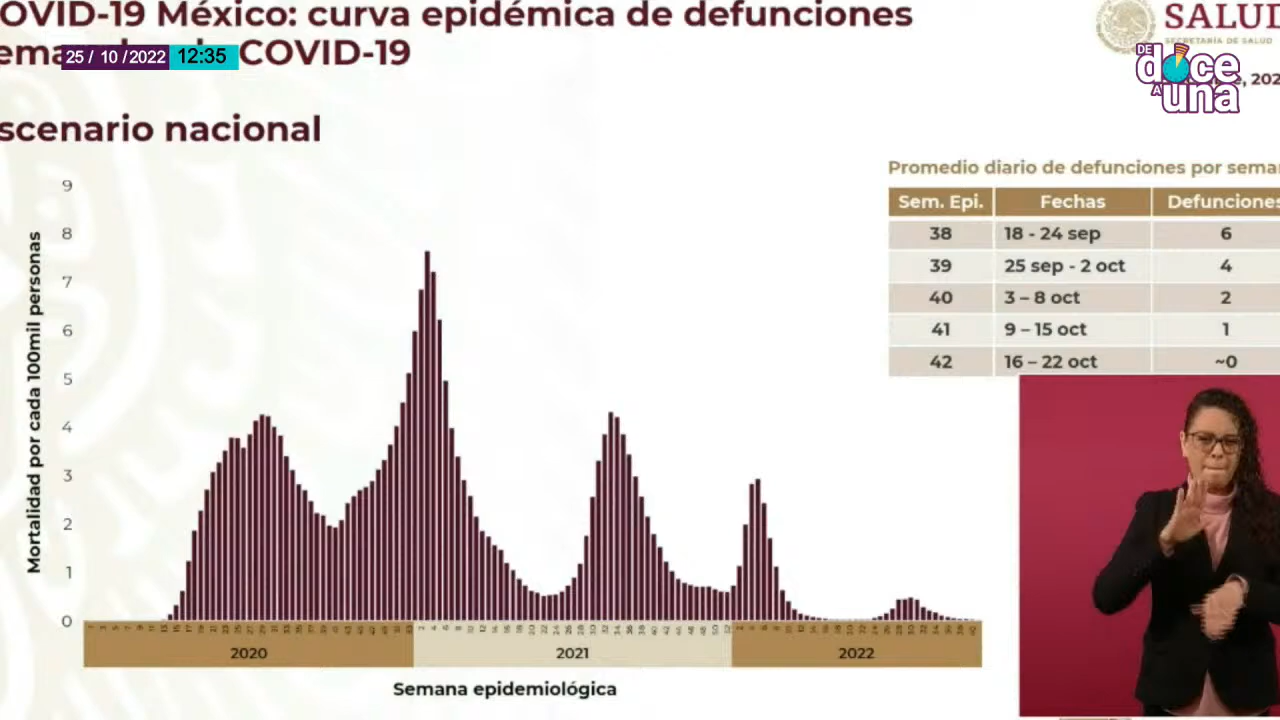 OVID-19 México: curva epidémica de defunciones
COVID-19
25 / 10 /2022 12:35
SALUD
SECRETARÍA DE SALUD
DE doce A una
202
scenario nacional
Promedio diario de defunciones por sema
Sem. Epi. Fechas Defunciones
38 18 - 24 sep 6
39 25 sep - 2 oct 4
40 3 – 8 oct 2
41 9 – 15 oct 1
42 16 – 22 oct ~0
Mortalidad por cada 100mil personas
9
8
7
6
5
4
3
2
1
0
2020 2021 2022
Semana epidemiológica